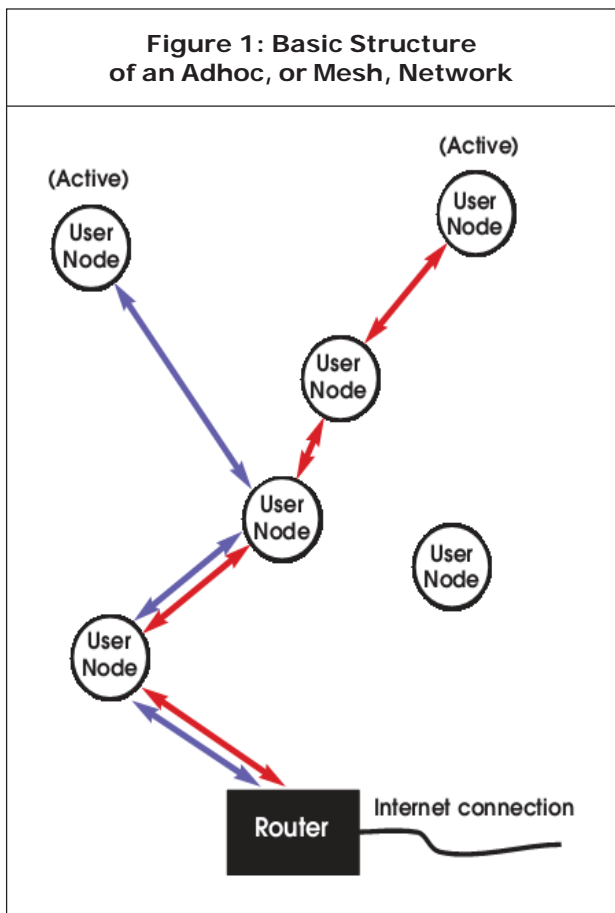 Figure 1: Basic Structure
of an Adhoc, or Mesh, Network
(Active)
(Active)
User
Node
User
Node
User
Node
User
Node
User
Node
User
Node
Router
Internet connection